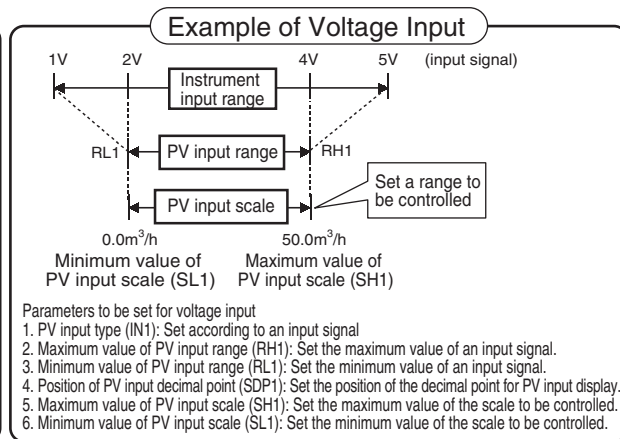 Example of Voltage Input
1V 2V 4V 5V (input signal)
Instrument
input range
RL1 PV input range RH1
PV input scale
Set a range to
be controlled
0.0m³/h 50.0m³/h
Minimum value of Maximum value of
PV input scale (SL1) PV input scale (SH1)
Parameters to be set for voltage input
1. PV input type (IN1): Set according to an input signal
2. Maximum value of PV input range (RH1): Set the maximum value of an input signal.
3. Minimum value of PV input range (RL1): Set the minimum value of an input signal.
4. Position of PV input decimal point (SDP1): Set the position of the decimal point for PV input display.
5. Maximum value of PV input scale (SH1): Set the maximum value of the scale to be controlled.
6. Minimum value of PV input scale (SL1): Set the minimum value of the scale to be controlled.